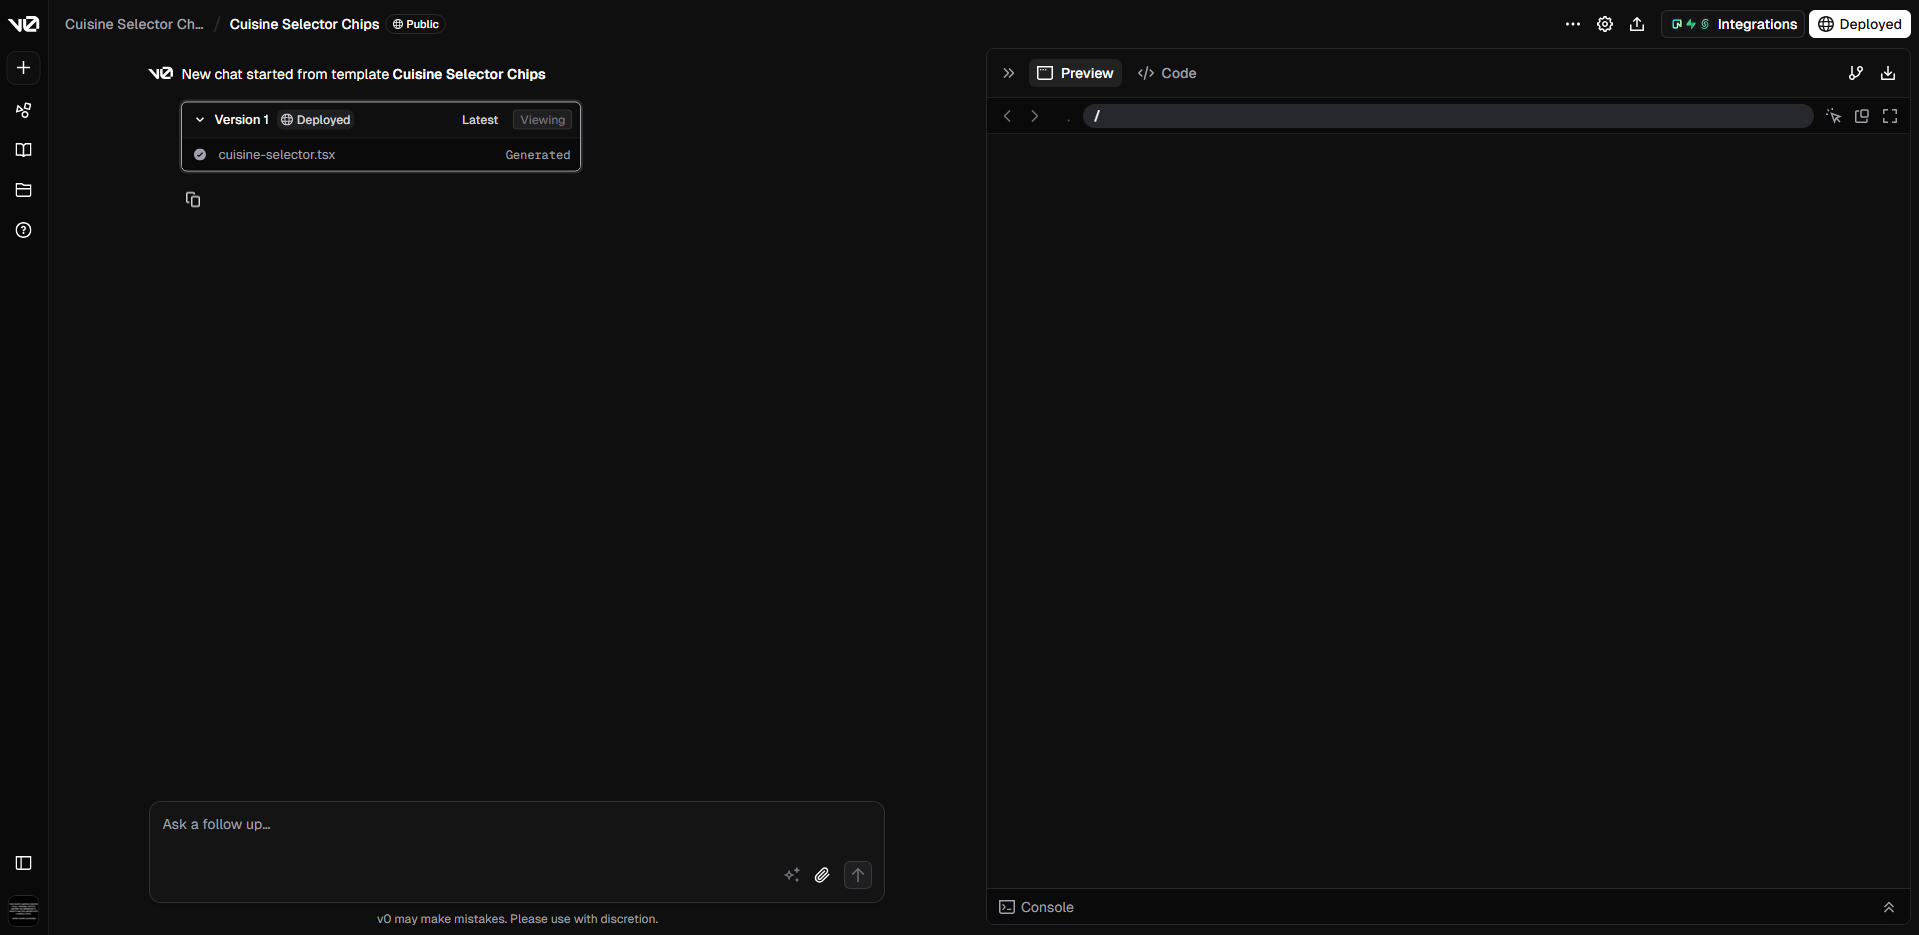 v0
Cuisine Selector Ch... / Cuisine Selector Chips Public
Integrations Deployed
v0 New chat started from template Cuisine Selector Chips
Version 1 Deployed Latest Viewing
cuisine-selector.tsx Generated
Preview Code
/
Ask a follow up...
v0 may make mistakes. Please use with discretion.
Console